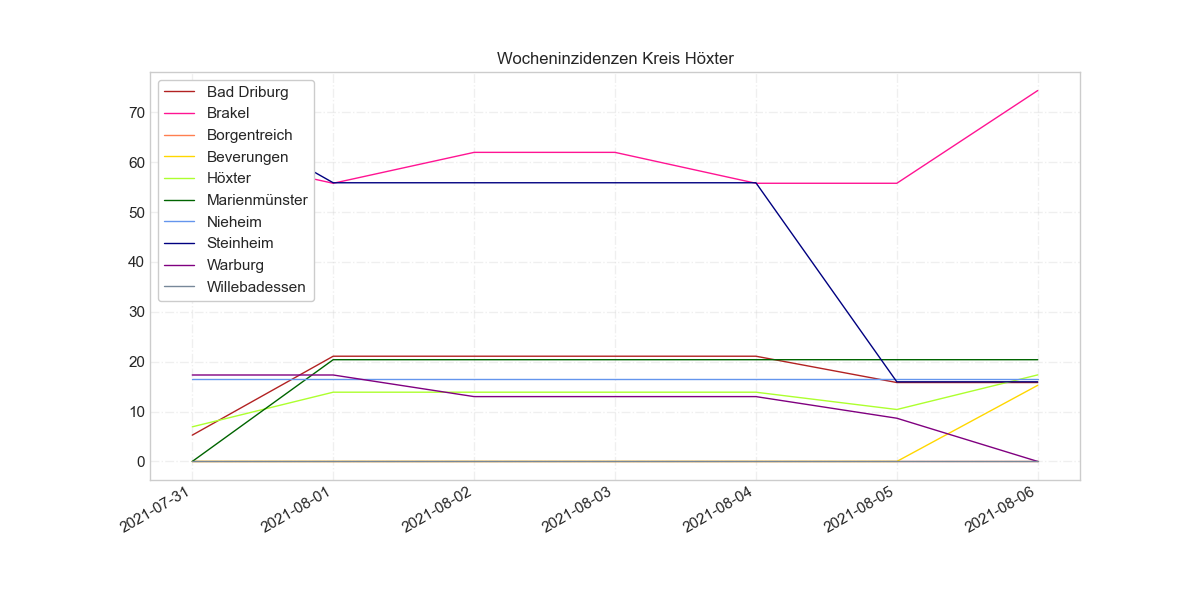 Wocheninzidenzen Kreis Höxter
Bad Driburg
Brakel
Borgentreich
Beverungen
Höxter
Marienmünster
Nieheim
Steinheim
Warburg
Willebadessen
70
60
50
40
30
20
10
0
2021-07-31
2021-08-01
2021-08-02
2021-08-03
2021-08-04
2021-08-05
2021-08-06